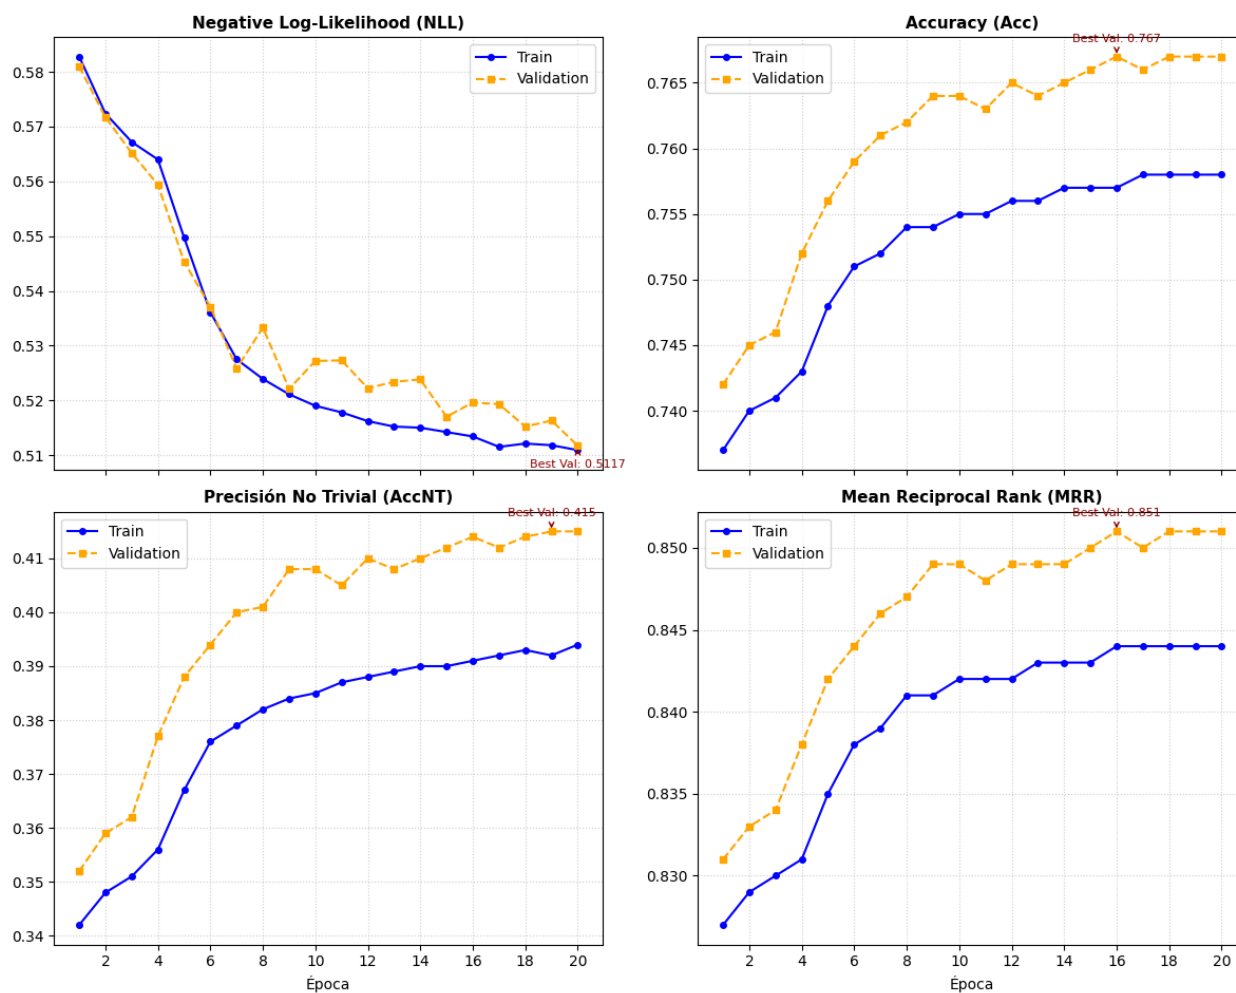 Negative Log-Likelihood (NLL)
0.58
0.57
0.56
0.55
0.54
0.53
0.52
0.51
Train
Validation
Best Val: 0.5117
Accuracy (Acc)
Best Val: 0.767
0.765
0.760
0.755
0.750
0.745
0.740
Train
Validation
Precisión No Trivial (AccNT)
Best Val: 0.415
0.41
0.40
0.39
0.38
0.37
0.36
0.35
0.34
Train
Validation
2 4 6 8 10 12 14 16 18 20
Época
Mean Reciprocal Rank (MRR)
Best Val: 0.851
0.850
0.845
0.840
0.835
0.830
Train
Validation
2 4 6 8 10 12 14 16 18 20
Época